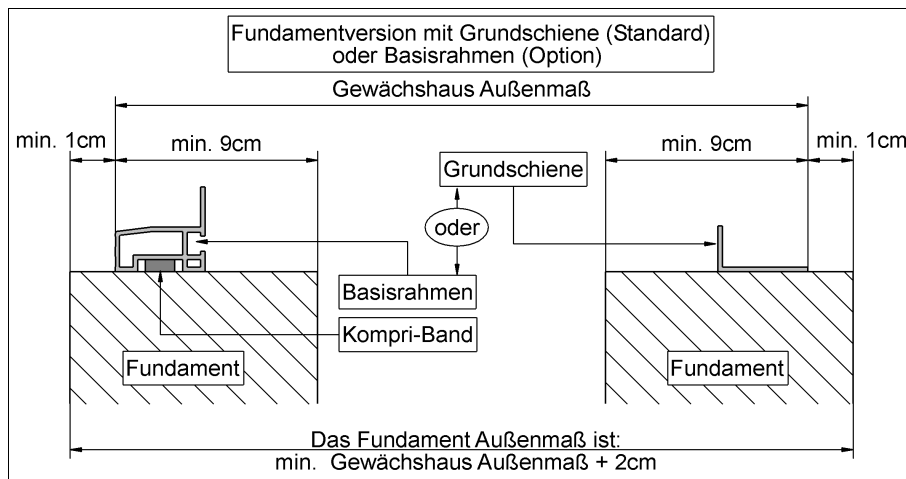 Fundamentversion mit Grundschiene (Standard)
oder Basisrahmen (Option)
Gewächshaus Außenmaß
min. 1cm
min. 9cm
min. 9cm
min. 1cm
Grundschiene
oder
Basisrahmen
Kompri-Band
Fundament
Fundament
Das Fundament Außenmaß ist:
min. Gewächshaus Außenmaß + 2cm